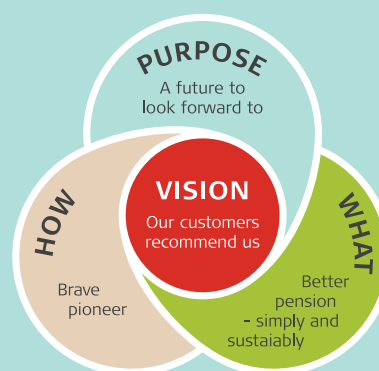 PURPOSE
A future to
look forward to
VISION
Our customers
recommend us
HOW
Brave
pioneer
WHAT
Better
pension
- simply and
sustaiably